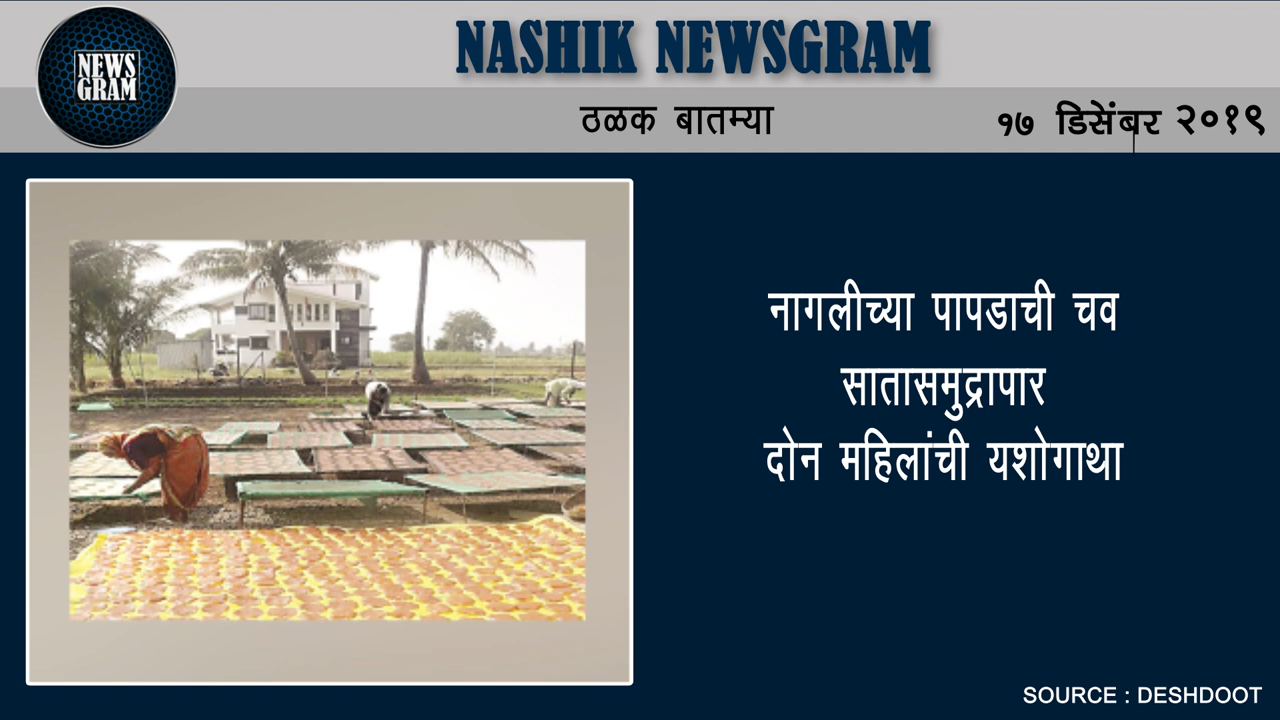 NEWS
GRAM
NASHIK NEWSGRAM
ठळक बातम्या
१७ डिसेंबर २०१९
नागलीच्या पापडाची चव
सातासमुद्रापार
दोन महिलांची यशोगाथा
SOURCE : DESHDOOT